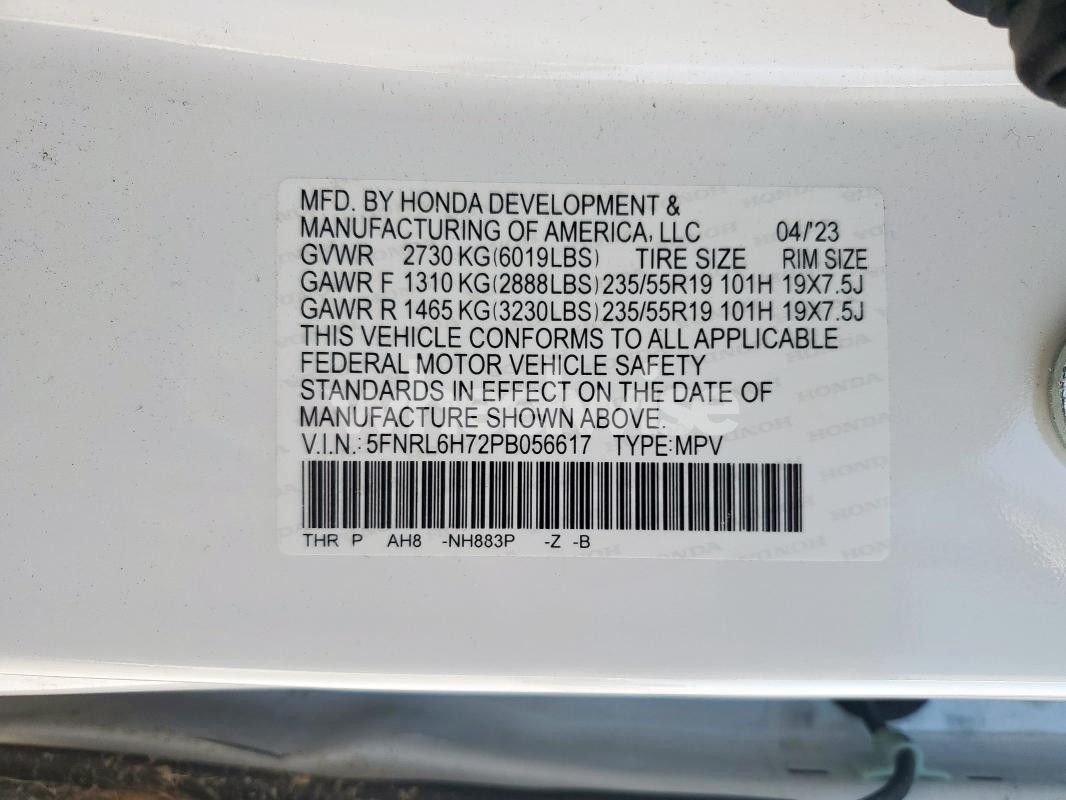 MFD. BY HONDA DEVELOPMENT &
MANUFACTURING OF AMERICA, LLC 04/'23
GVWR 2730 KG(6019LBS) TIRE SIZE RIM SIZE
GAWR F 1310 KG(2888LBS) 235/55R19 101H 19X7.5J
GAWR R 1465 KG(3230LBS) 235/55R19 101H 19X7.5J
THIS VEHICLE CONFORMS TO ALL APPLICABLE
FEDERAL MOTOR VEHICLE SAFETY
STANDARDS IN EFFECT ON THE DATE OF
MANUFACTURE SHOWN ABOVE.
V.I.N.: 5FNRL6H72PB056617 TYPE:MPV
THR P AH8 -NH883P -Z -B